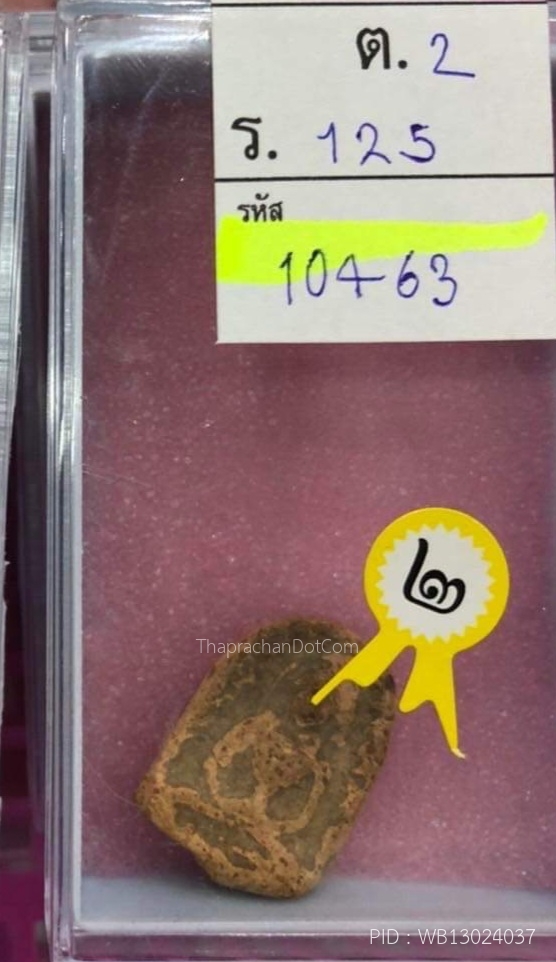 ต. 2
ร. 125
รหัส
10463
๒
ThaprachanDotCom
PID : WB13024037